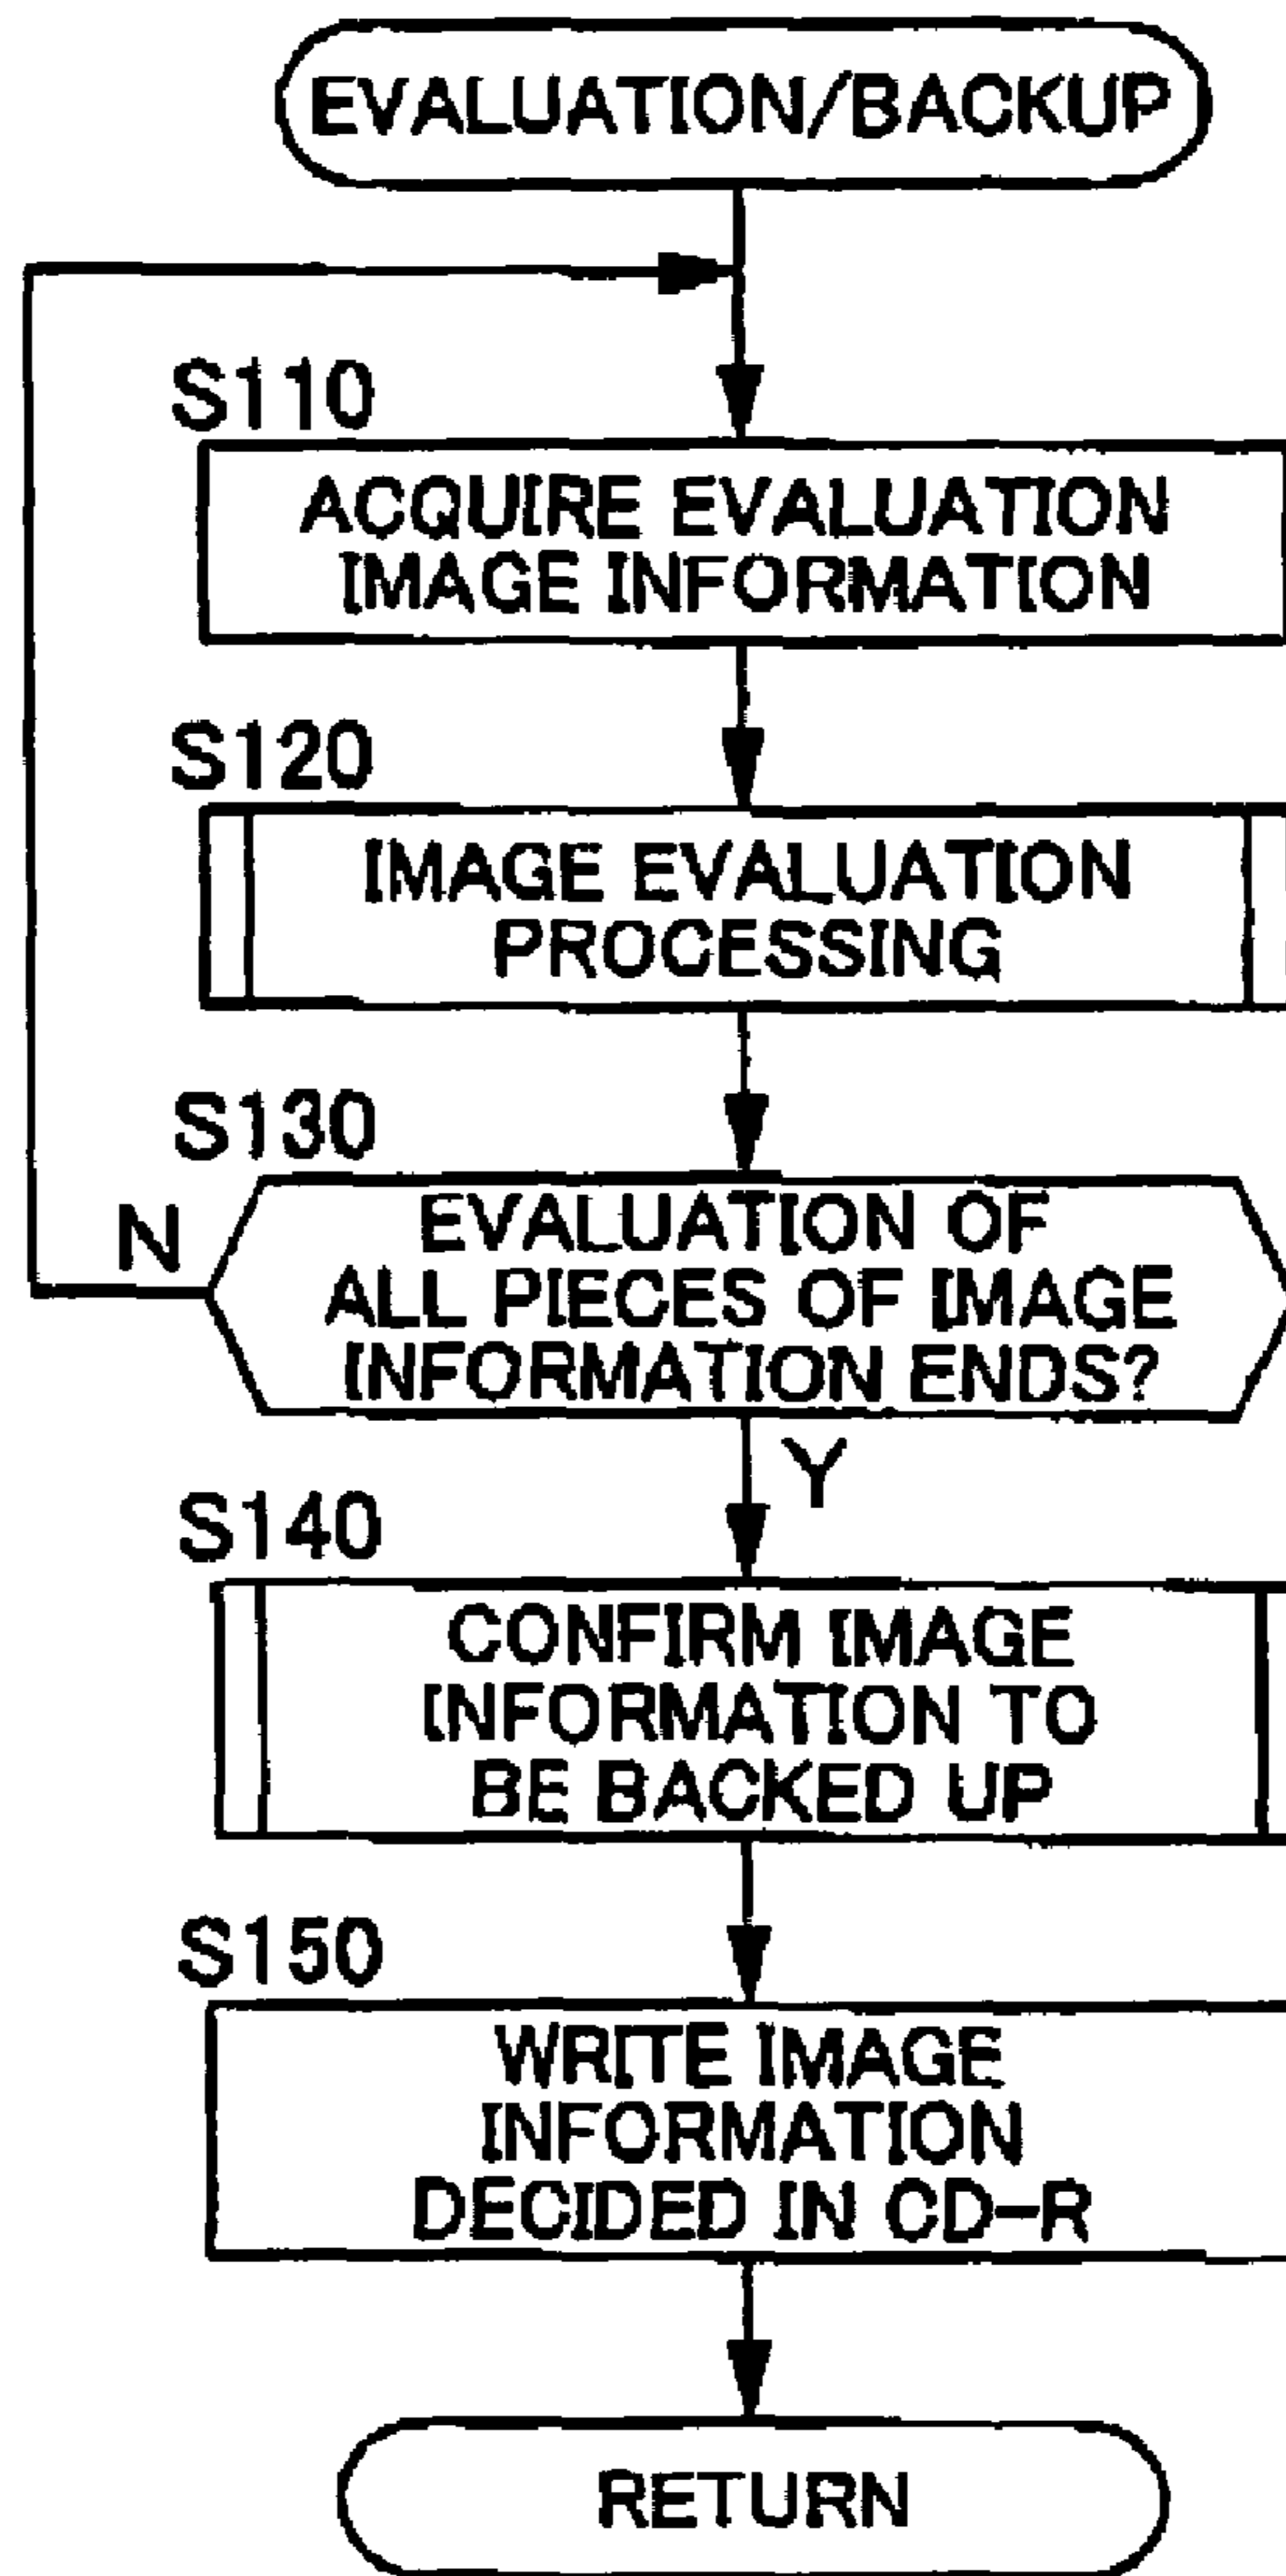 EVALUATION/BACKUP
S110
ACQUIRE EVALUATION
IMAGE INFORMATION
S120
IMAGE EVALUATION
PROCESSING
S130
N
EVALUATION OF
ALL PIECES OF IMAGE
INFORMATION ENDS?
Y
S140
CONFIRM IMAGE
INFORMATION TO
BE BACKED UP
S150
WRITE IMAGE
INFORMATION
DECIDED IN CD-R
RETURN